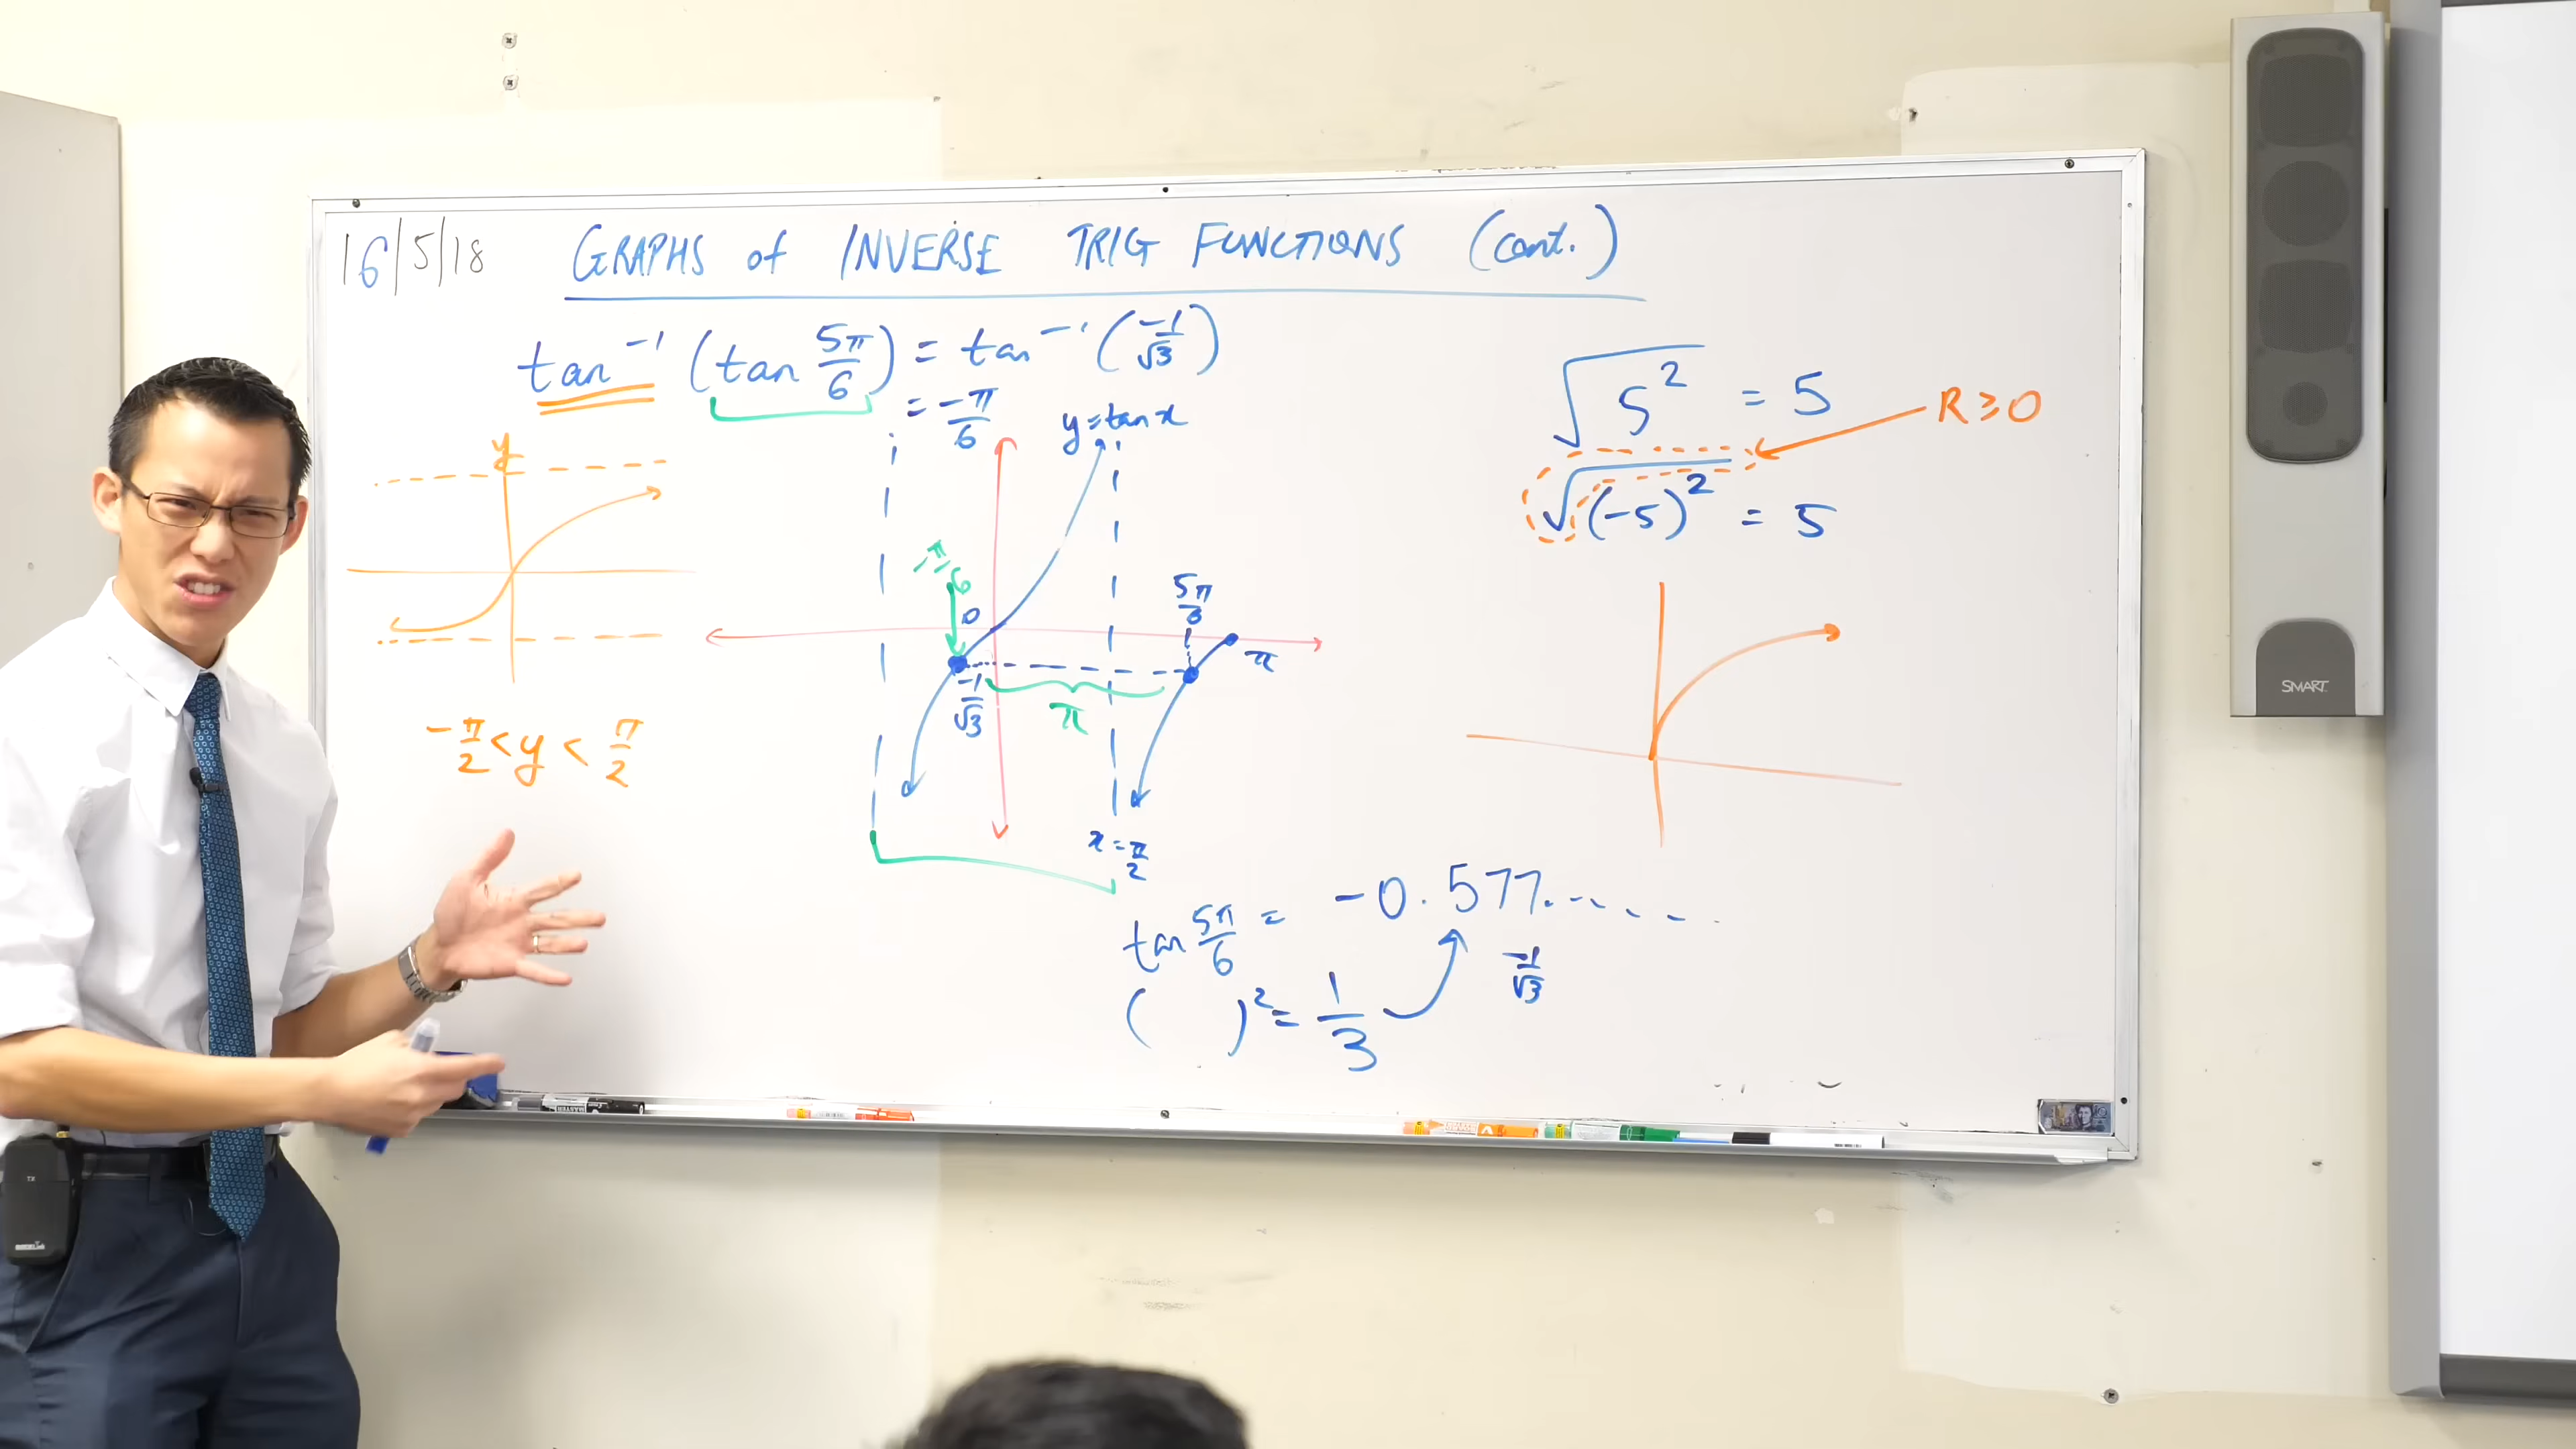 16/5/18
GRAPHS of INVERSE TRIG FUNCTIONS (cont.)
tan⁻¹ (tan 5π/6) = tan⁻¹ (-1/√3)
= -π/6
y
-π/2 < y < π/2
y = tan x
-π/6
0
-1/√3
π
5π/6
π
x = π/2
√5² = 5
R ≥ 0
√(-5)² = 5
tan 5π/6 = -0.577.....
-1/√3
( )² = 1/3
SMART
TX